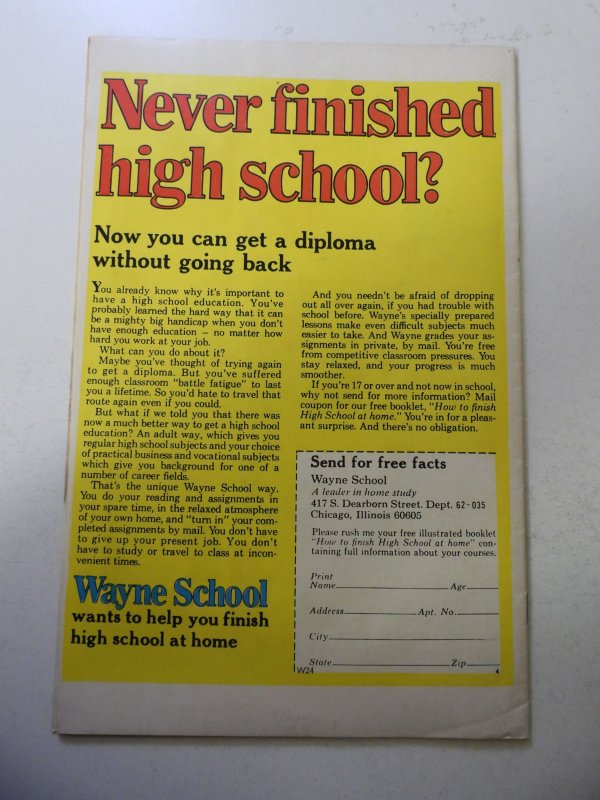 Never finished
high school?
Now you can get a diploma
without going back
You already know why it's important to
have a high school education. You've
probably learned the hard way that it can
be a mighty big handicap when you don't
have enough education – no matter how
hard you work at your job.
What can you do about it?
Maybe you've thought of trying again
to get a diploma. But you've suffered
enough classroom "battle fatigue" to last
you a lifetime. So you'd hate to travel that
route again even if you could.
But what if we told you that there was
now a much better way to get a high school
education? An adult way, which gives you
regular high school subjects and your choice
of practical business and vocational subjects
which give you background for one of a
number of career fields.
That's the unique Wayne School way.
You do your reading and assignments in
your spare time, in the relaxed atmosphere
of your own home, and "turn in" your com-
pleted assignments by mail. You don't have
to give up your present job. You don't
have to study or travel to class at incon-
venient times.
Wayne School
wants to help you finish
high school at home
And you needn't be afraid of dropping
out all over again, if you had trouble with
school before. Wayne's specially prepared
lessons make even difficult subjects much
easier to take. And Wayne grades your as-
signments in private, by mail. You're free
from competitive classroom pressures. You
stay relaxed, and your progress is much
smoother.
If you're 17 or over and not now in school,
why not send for more information? Mail
coupon for our free booklet, "How to finish
High School at home." You're in for a pleas-
ant surprise. And there's no obligation.
Send for free facts
Wayne School
A leader in home study
417 S. Dearborn Street. Dept. 62-035
Chicago, Illinois 60605
Please rush me your free illustrated booklet
"How to finish High School at home" con-
taining full information about your courses.
Print
Name Age
Address Apt. No.
City
State Zip
W24 4